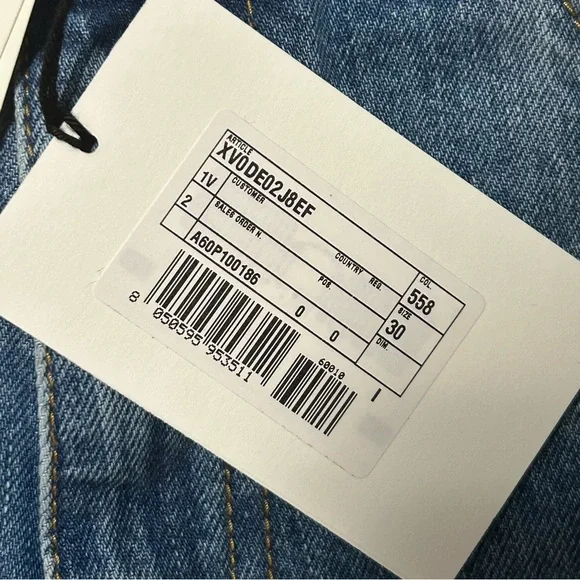 ARTICLE
XV0DE02J8EF
COL.
558
1V
CUSTOMER
COUNTRY REG.
SIZE
30
2
SALES ORDER N.
POS.
DIM.
A60P100186
0
0
8 050595 953511
60010